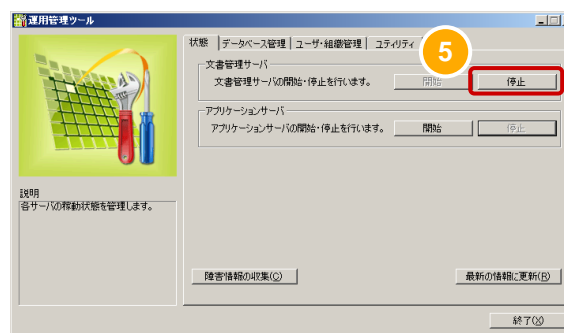 運用管理ツール
状態 データベース管理 ユーザ・組織管理 ユティリティ
5
文書管理サーバ
文書管理サーバの開始・停止を行います。 開始 停止
アプリケーションサーバ
アプリケーションサーバの開始・停止を行います。 開始 停止
説明
各サーバの稼動状態を管理します。
障害情報の収集(C) 最新の情報に更新(R)
終了(X)